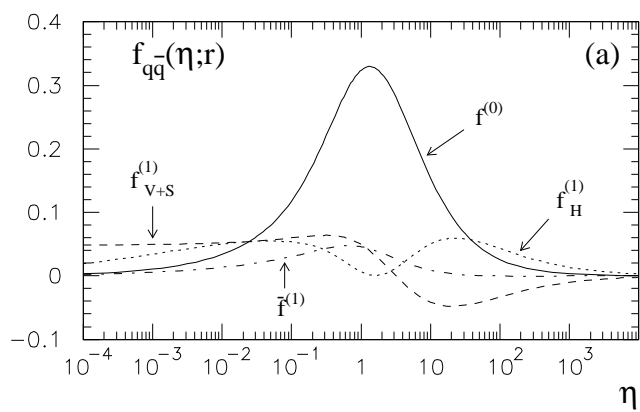 f_{qq̄}(η;r)
(a)
0.4
0.3
0.2
0.1
0
-0.1
f^{(0)}
f^{(1)}_{V+S}
f^{(1)}_{H}
f̃^{(1)}
10^{-4} 10^{-3} 10^{-2} 10^{-1} 1 10 10^{2} 10^{3}
η